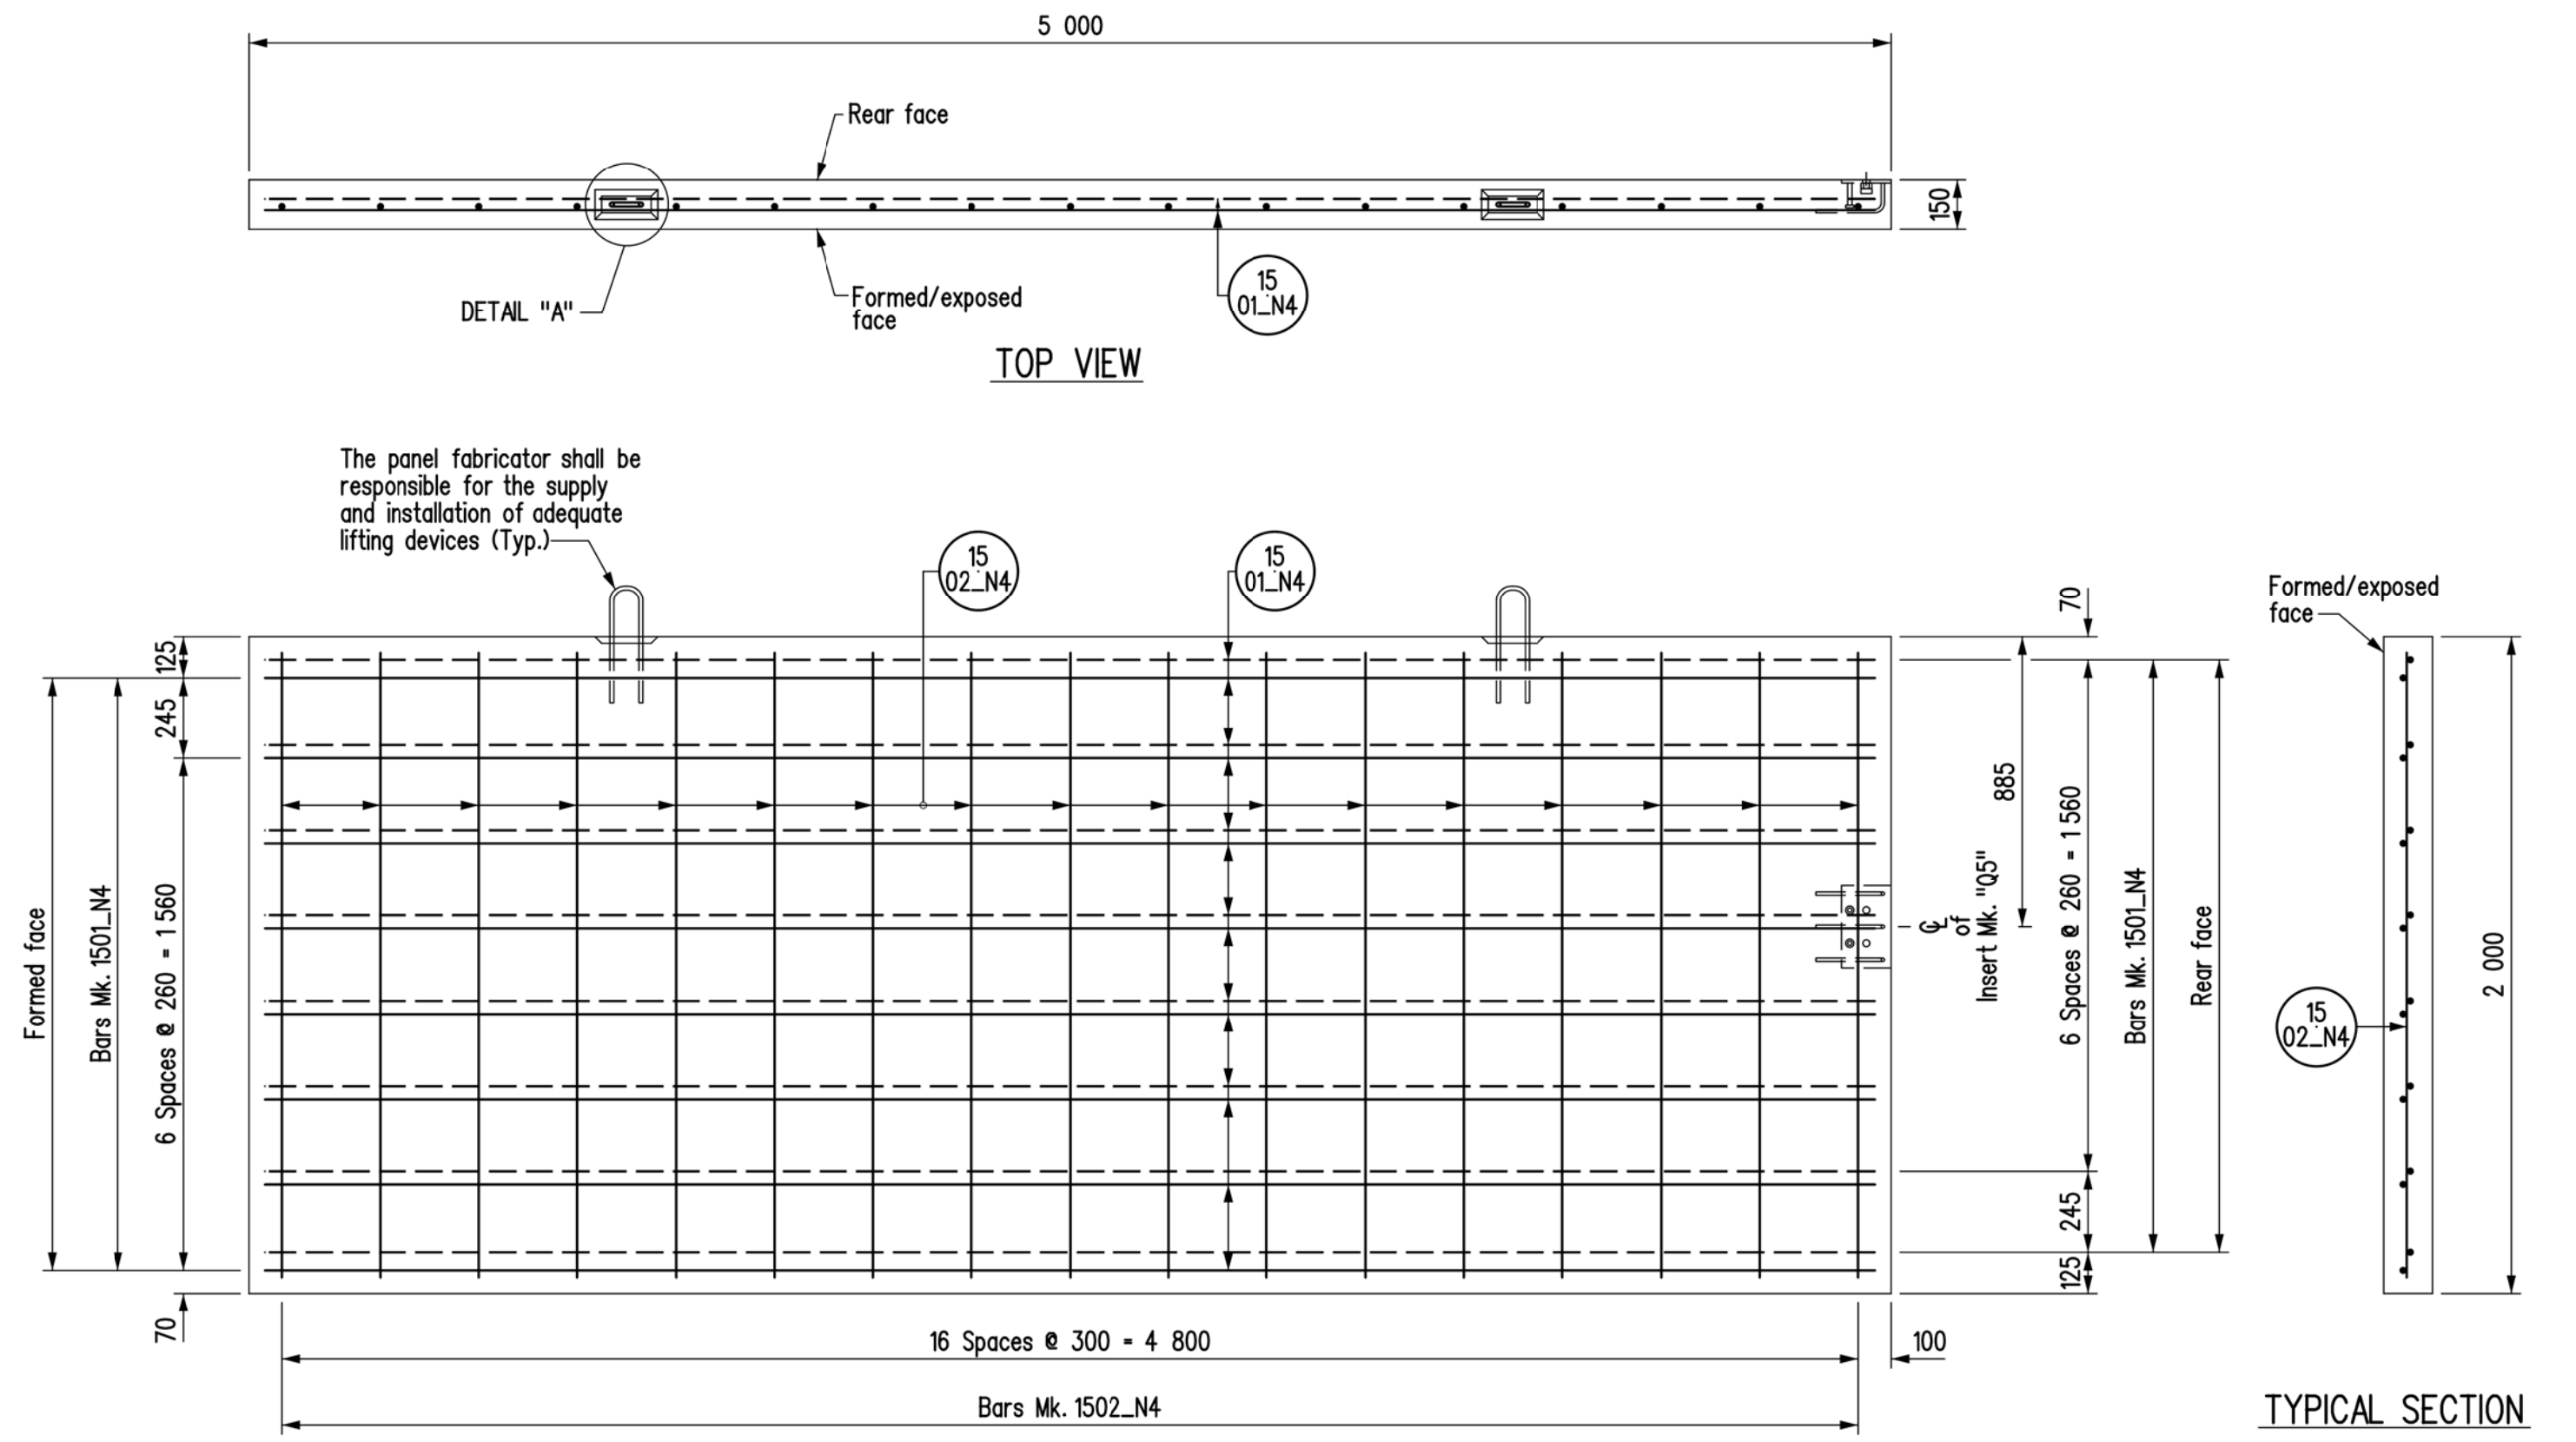 5 000
Rear face
150
DETAIL "A"
Formed/exposed
face
15
01_N4
TOP VIEW
The panel fabricator shall be
responsible for the supply
and installation of adequate
lifting devices (Typ.)
15
02_N4
15
01_N4
Formed face
Bars Mk. 1501_N4
125
245
6 Spaces @ 260 = 1 560
70
885
℄
of
Insert Mk. "Q5"
70
6 Spaces @ 260 = 1 560
245
125
Bars Mk. 1501_N4
Rear face
16 Spaces @ 300 = 4 800
100
Bars Mk. 1502_N4
Formed/exposed
face
15
02_N4
2 000
TYPICAL SECTION